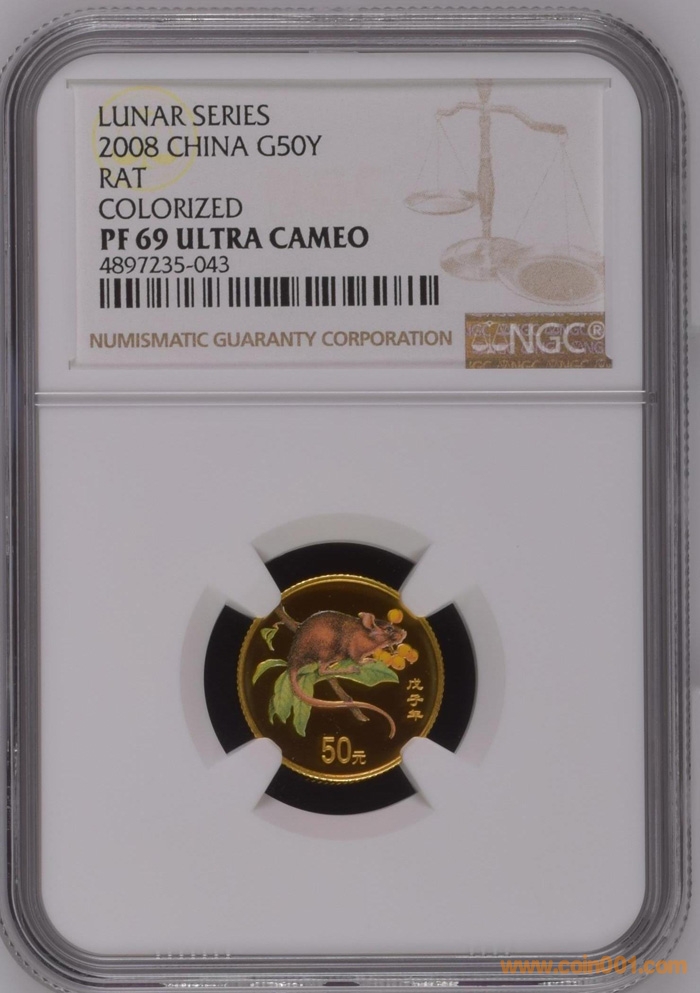 LUNAR SERIES
2008 CHINA G50Y
RAT
COLORIZED
PF 69 ULTRA CAMEO
4897235-043
NUMISMATIC GUARANTY CORPORATION
NGC®
戊子年
50元
www.coin001.com